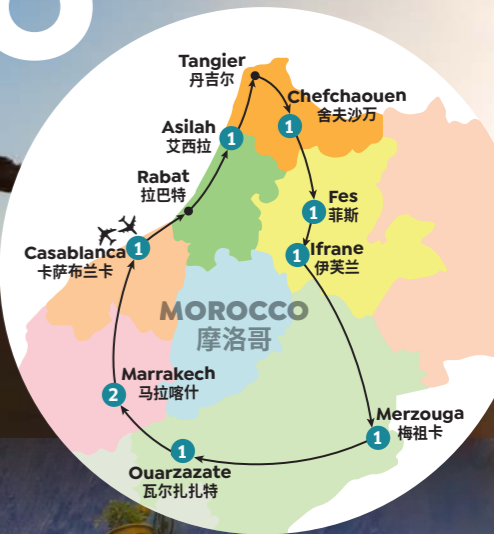 Tangier
丹吉尔
Chefchaouen
舍夫沙万
1
Asilah
艾西拉
1
Rabat
拉巴特
Fes
菲斯
1
Ifrane
伊芙兰
1
Casablanca
卡萨布兰卡
1
MOROCCO
摩洛哥
Marrakech
马拉喀什
2
Merzouga
梅祖卡
1
Ouarzazate
瓦尔扎扎特
1